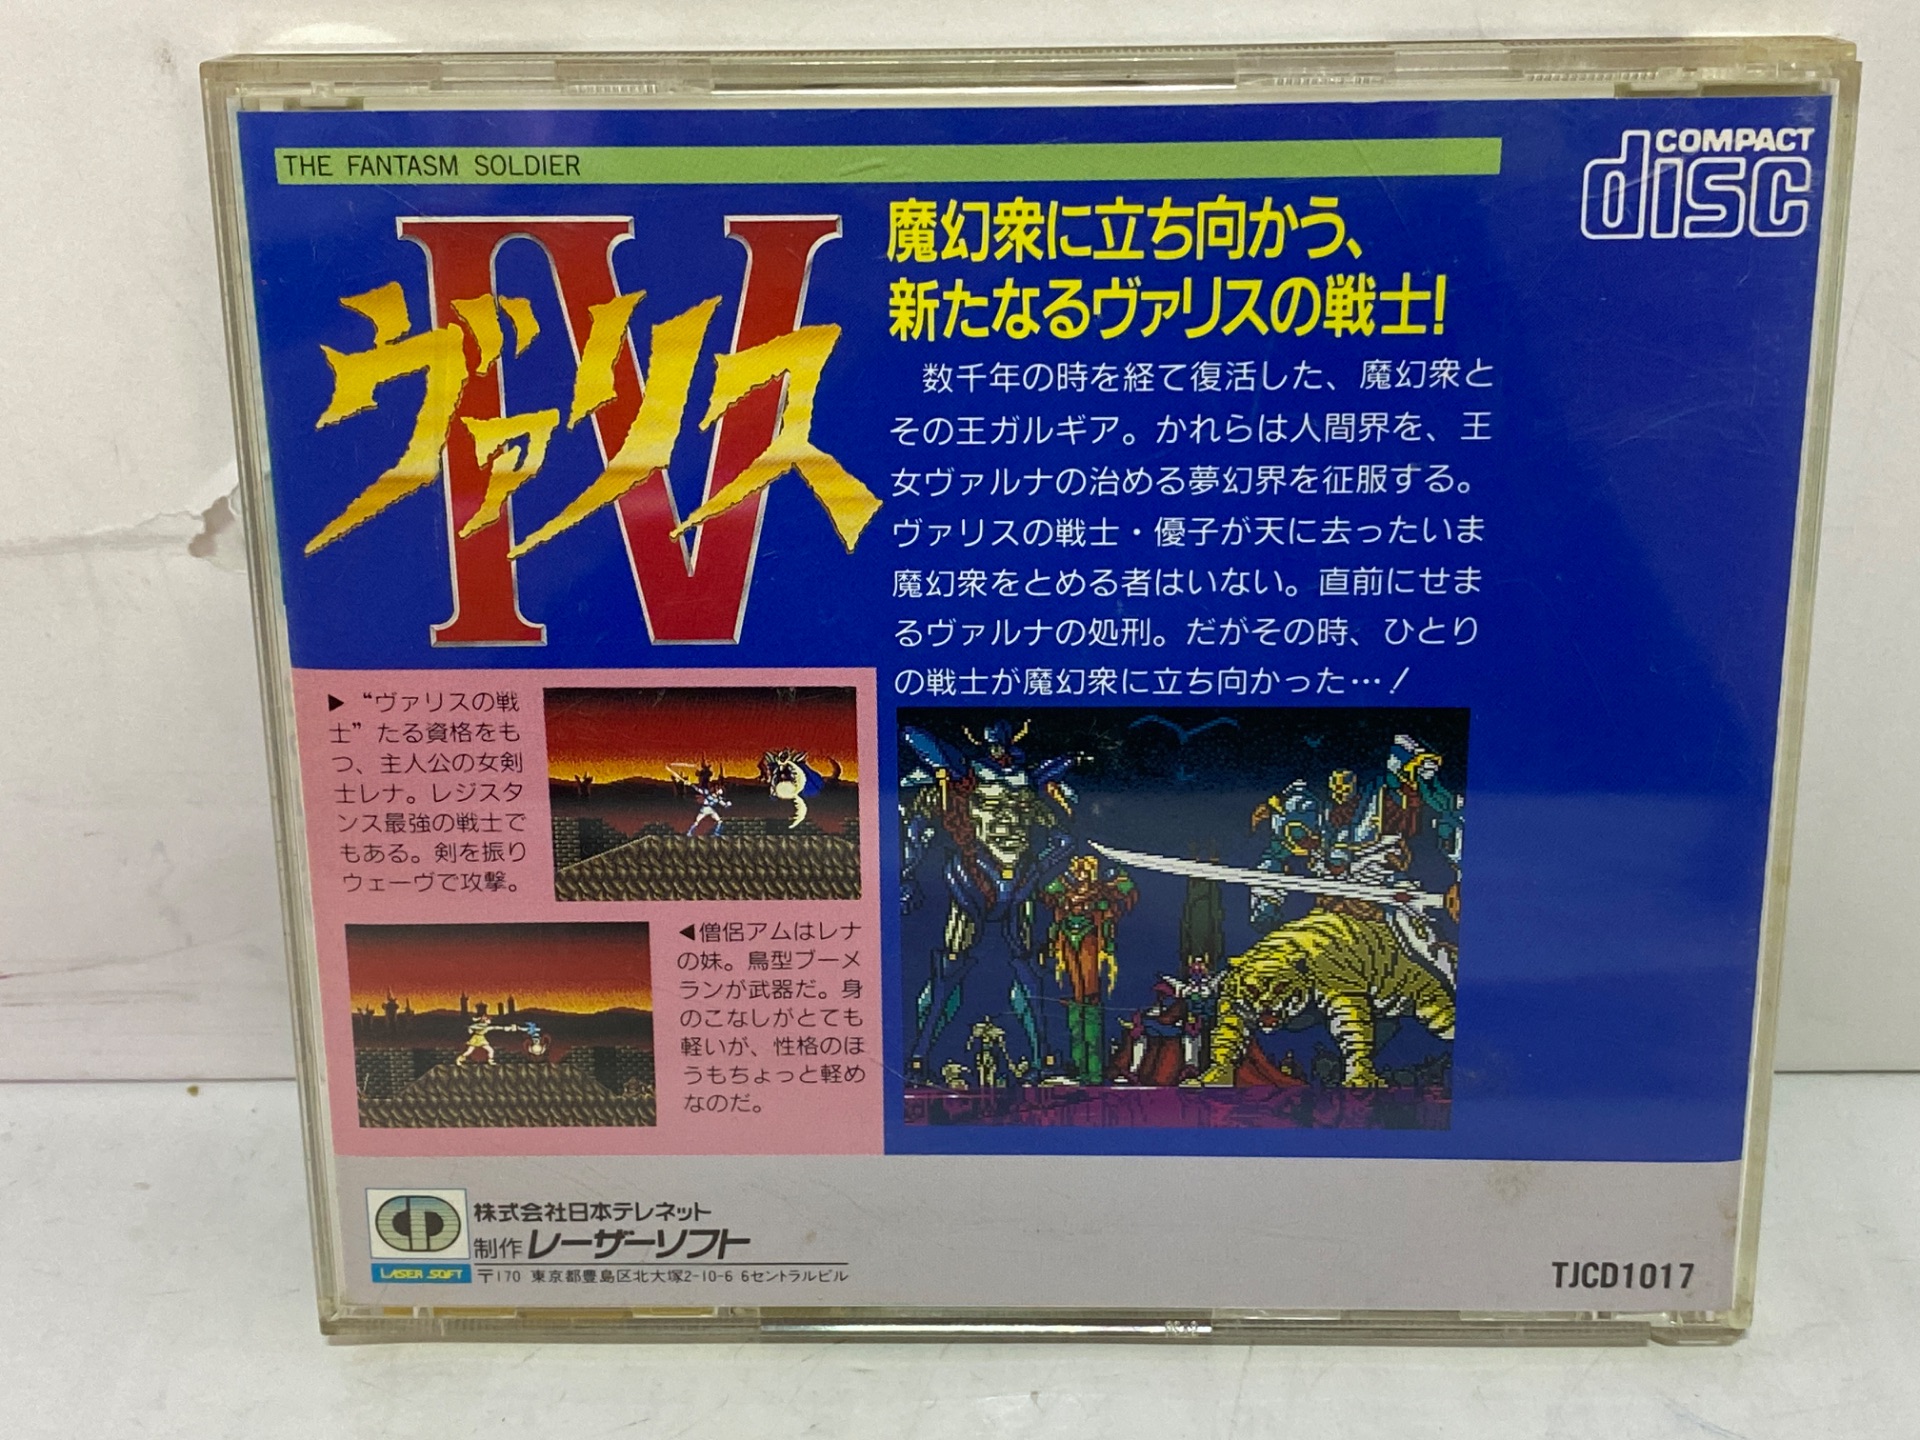 THE FANTASM SOLDIER
COMPACT
disc
IV
ヴァリス
魔幻衆に立ち向かう、
新たなるヴァリスの戦士!
数千年の時を経て復活した、魔幻衆と
その王ガルギア。かれらは人間界を、王
女ヴァルナの治める夢幻界を征服する。
ヴァリスの戦士・優子が天に去ったいま
魔幻衆をとめる者はいない。直前にせま
るヴァルナの処刑。だがその時、ひとり
の戦士が魔幻衆に立ち向かった…!
▶“ヴァリスの戦
士”たる資格をも
つ、主人公の女剣
士レナ。レジスタ
ンス最強の戦士で
もある。剣を振り
ウェーヴで攻撃。
◀僧侶アムはレナ
の妹。鳥型ブーメ
ランが武器だ。身
のこなしがとても
軽いが、性格のほ
うもちょっと軽め
なのだ。
株式会社日本テレネット
制作 レーザーソフト
LASER SOFT
〒170 東京都豊島区北大塚2-10-6 6セントラルビル
TJCD1017